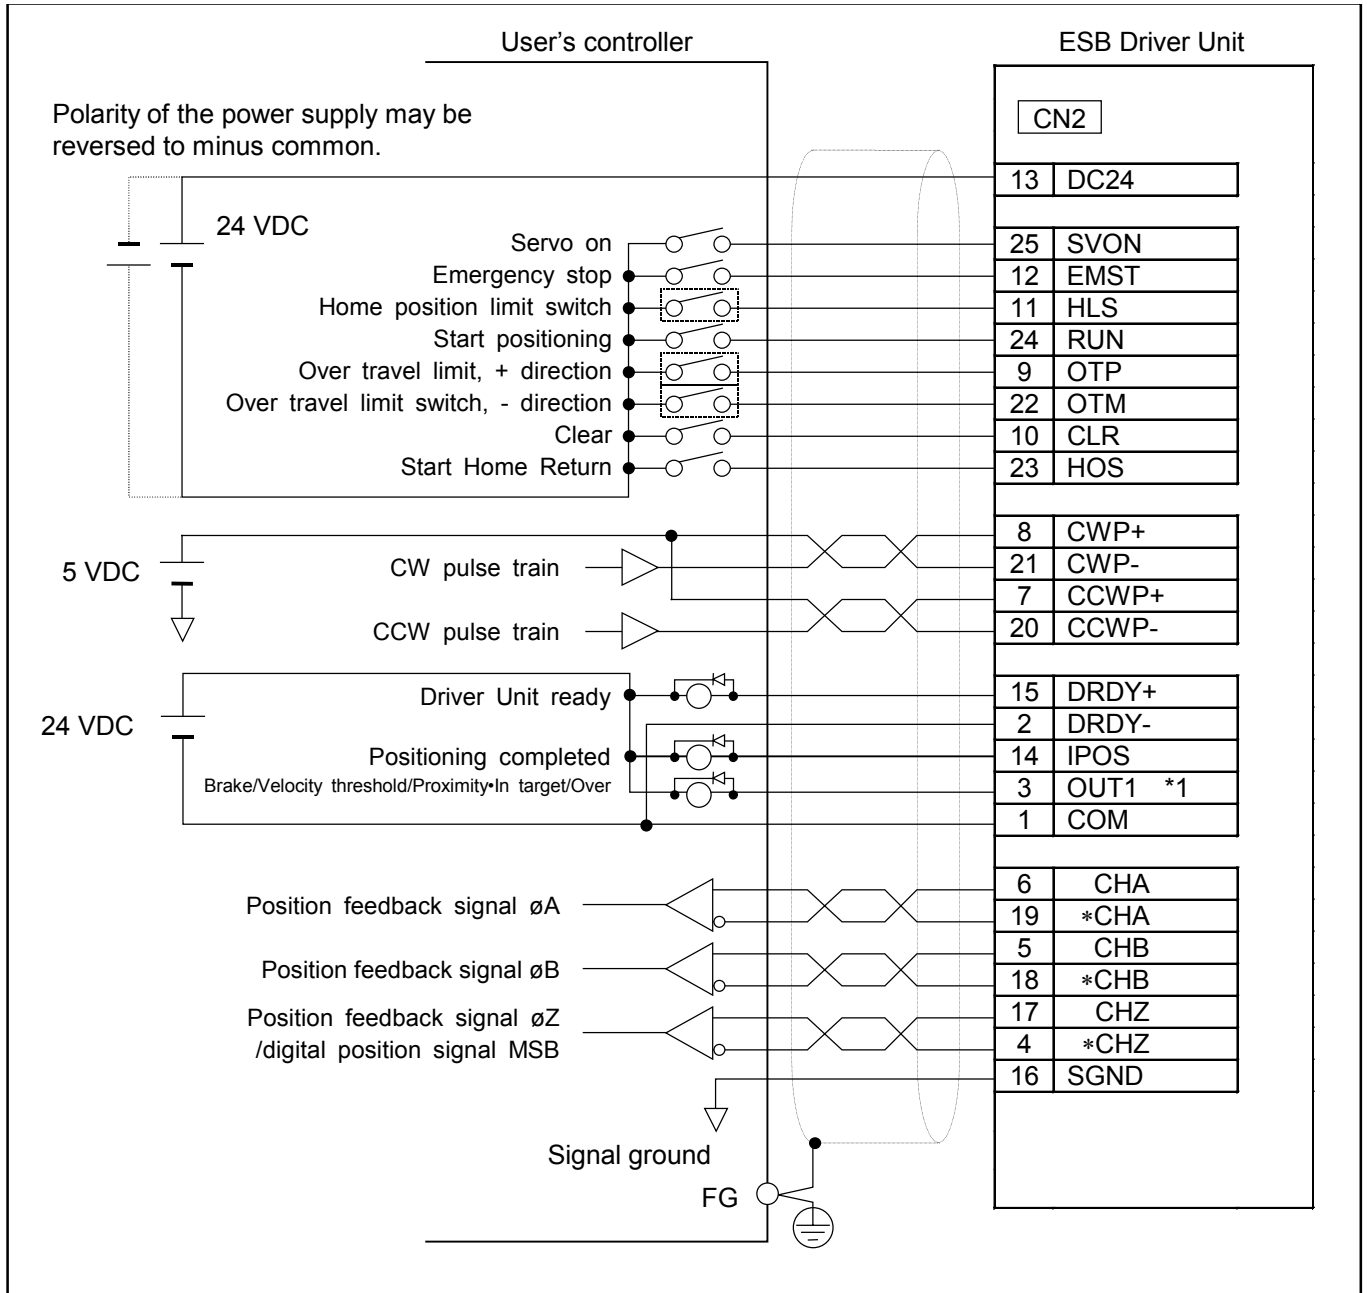 User's controller
ESB Driver Unit
Polarity of the power supply may be
reversed to minus common.
CN2
13 DC24
24 VDC
Servo on
25 SVON
Emergency stop
12 EMST
Home position limit switch
11 HLS
Start positioning
24 RUN
Over travel limit, + direction
9 OTP
Over travel limit switch, - direction
22 OTM
Clear
10 CLR
Start Home Return
23 HOS
8 CWP+
5 VDC
CW pulse train
21 CWP-
7 CCWP+
CCW pulse train
20 CCWP-
Driver Unit ready
15 DRDY+
24 VDC
2 DRDY-
Positioning completed
14 IPOS
Brake/Velocity threshold/Proximity•In target/Over
3 OUT1 *1
1 COM
6 CHA
Position feedback signal øA
19 *CHA
5 CHB
Position feedback signal øB
18 *CHB
17 CHZ
Position feedback signal øZ
/digital position signal MSB
4 *CHZ
16 SGND
Signal ground
FG